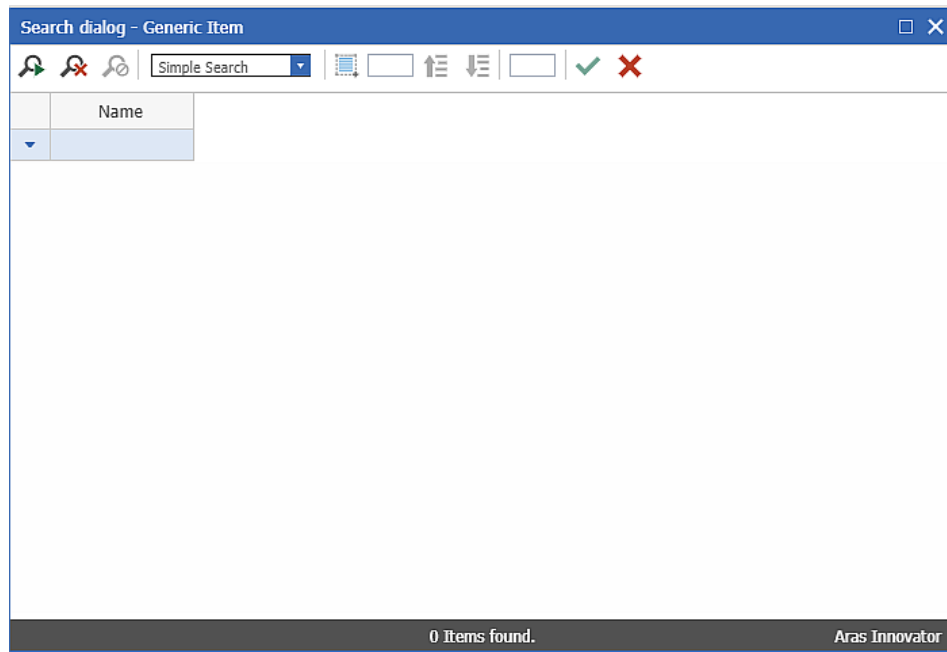 Search dialog - Generic Item
Simple Search
Name
0 Items found.
Aras Innovator